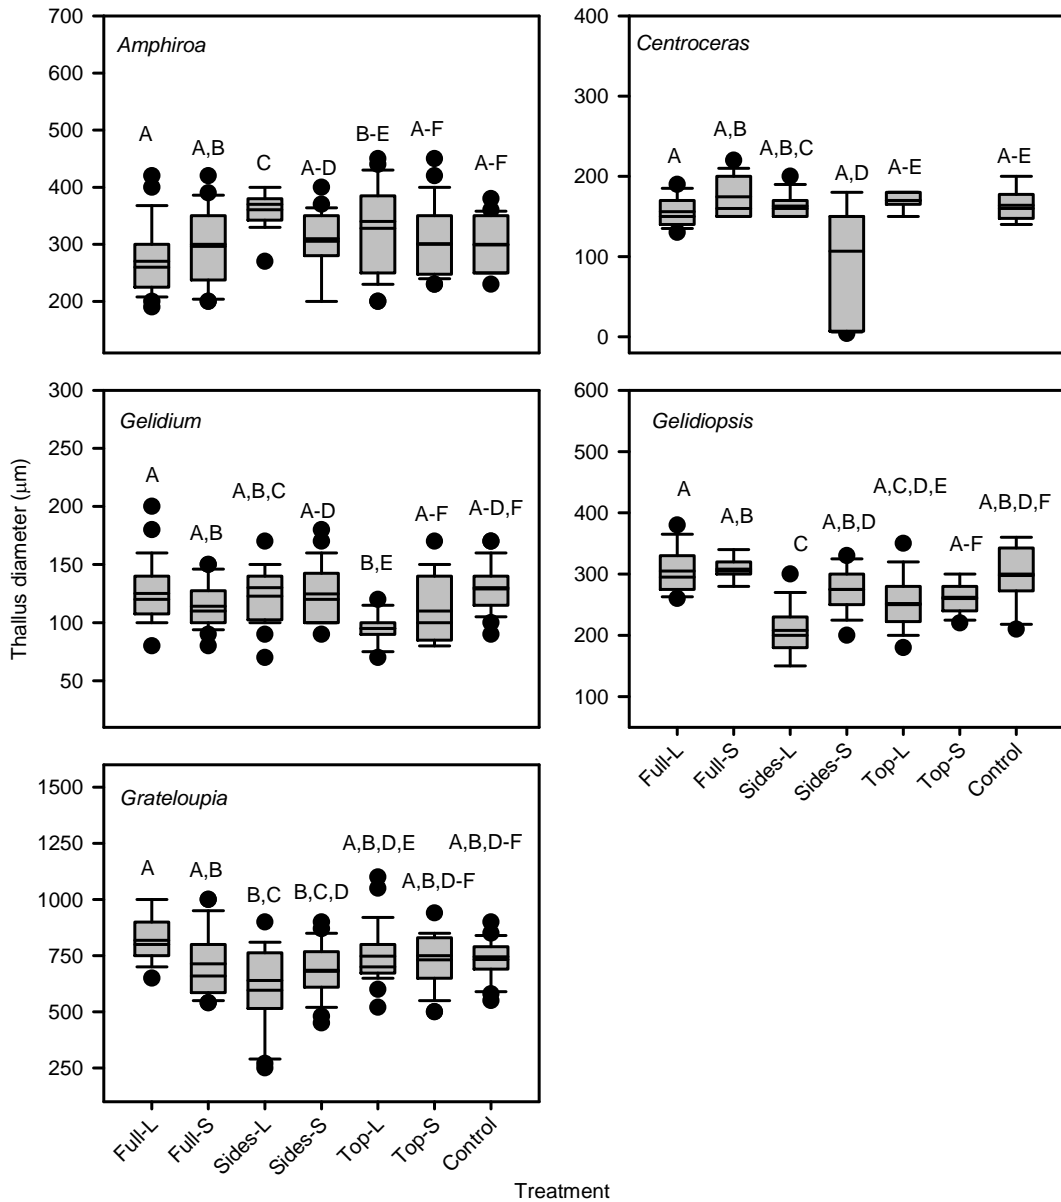 Amphiroa
700
600
500
400
300
200
A
A,B
C
A-D
B-E
A-F
A-F
Centroceras
400
300
200
100
0
A
A,B
A,B,C
A,D
A-E
A-E
Thallus diameter (μm)
Gelidium
300
250
200
150
100
50
A
A,B
A,B,C
A-D
B,E
A-F
A-D,F
Gelidiopsis
600
500
400
300
200
100
A
A,B
C
A,B,D
A,C,D,E
A-F
A,B,D,F
Full-L
Full-S
Sides-L
Sides-S
Top-L
Top-S
Control
Grateloupia
1500
1250
1000
750
500
250
A
A,B
B,C
B,C,D
A,B,D,E
A,B,D-F
A,B,D-F
Full-L
Full-S
Sides-L
Sides-S
Top-L
Top-S
Control
Treatment